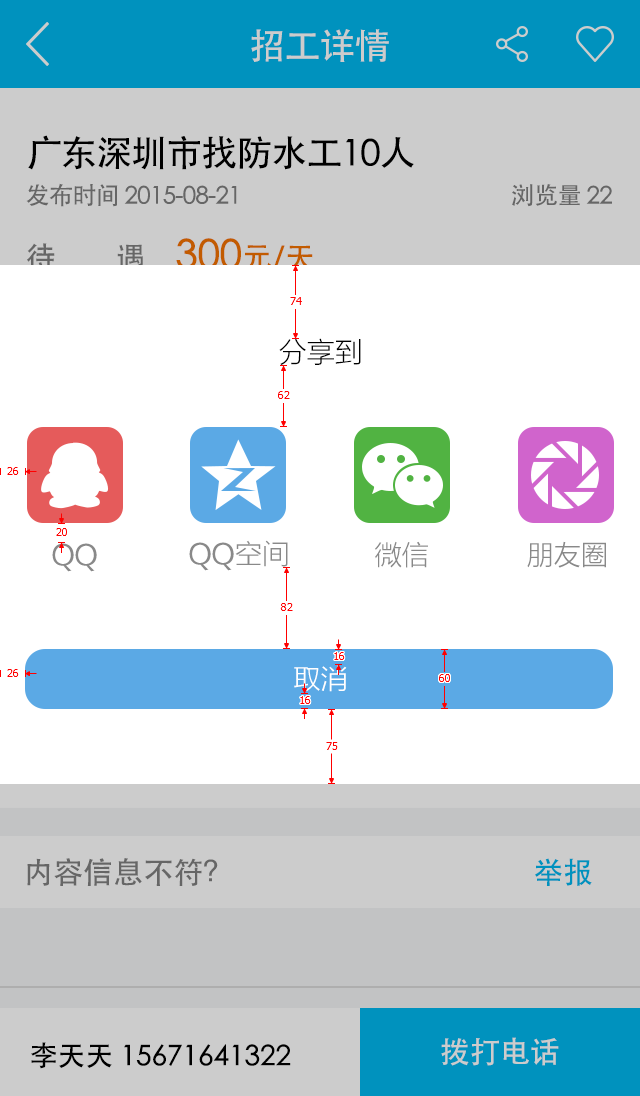 招工详情
广东深圳市找防水工10人
发布时间 2015-08-21
浏览量 22
待 遇 300元/天
74
分享到
62
26
20
QQ
QQ空间
微信
朋友圈
82
26
16
取消
60
16
75
内容信息不符?
举报
李天天 15671641322
拨打电话